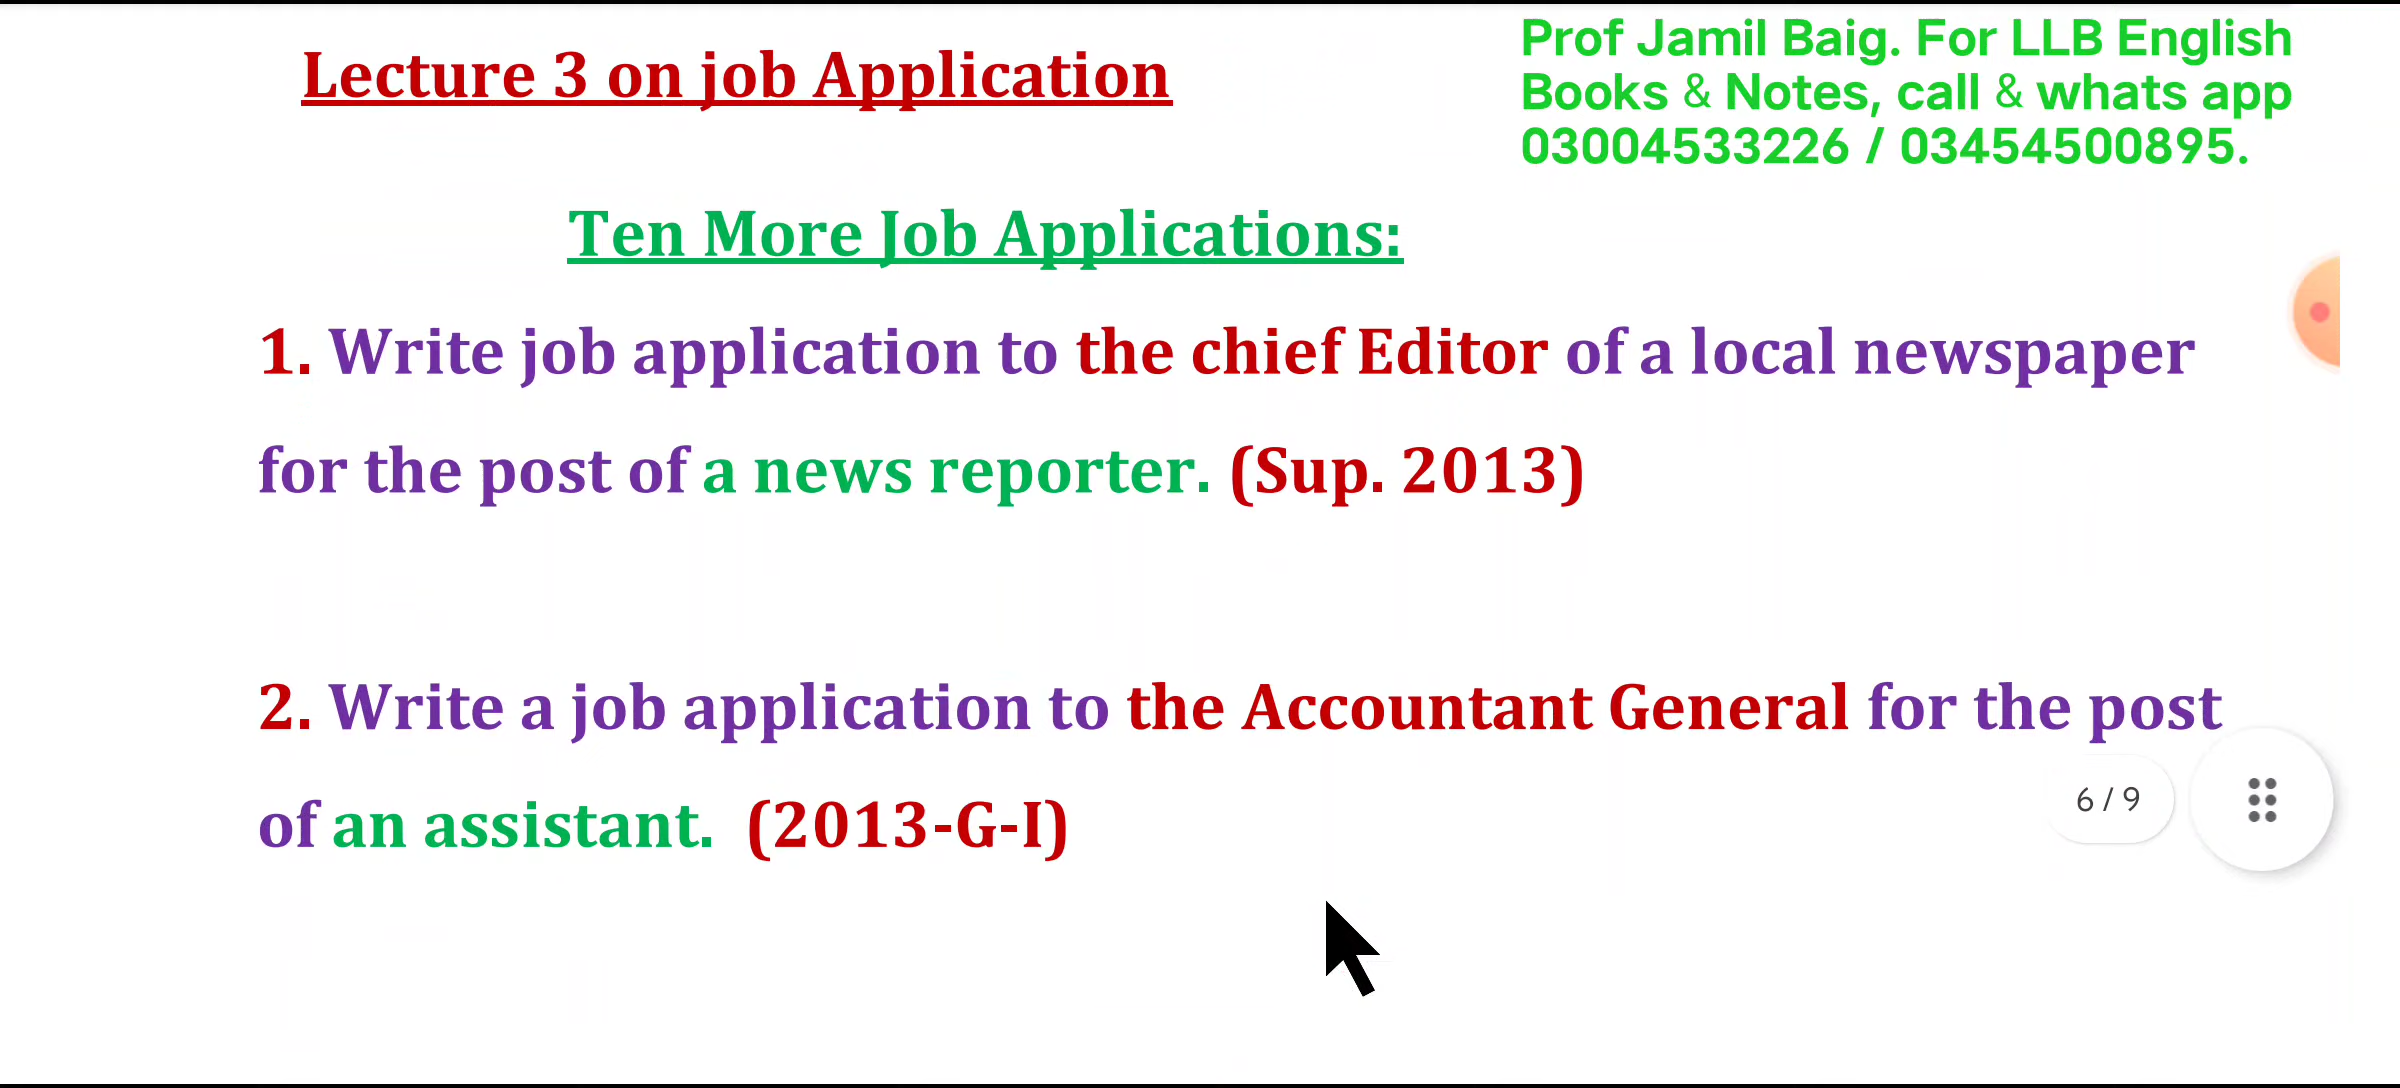 Lecture 3 on job Application
Prof Jamil Baig. For LLB English
Books & Notes, call & whats app
03004533226 / 03454500895.
Ten More Job Applications:
1. Write job application to the chief Editor of a local newspaper
for the post of a news reporter. (Sup. 2013)
2. Write a job application to the Accountant General for the post
of an assistant. (2013-G-I)
6 / 9